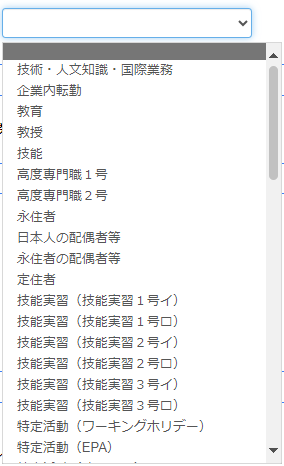 技術・人文知識・国際業務
企業内転勤
教育
教授
技能
高度専門職１号
高度専門職２号
永住者
日本人の配偶者等
永住者の配偶者等
定住者
技能実習（技能実習１号イ）
技能実習（技能実習１号ロ）
技能実習（技能実習２号イ）
技能実習（技能実習２号ロ）
技能実習（技能実習３号イ）
技能実習（技能実習３号ロ）
特定活動（ワーキングホリデー）
特定活動（EPA）